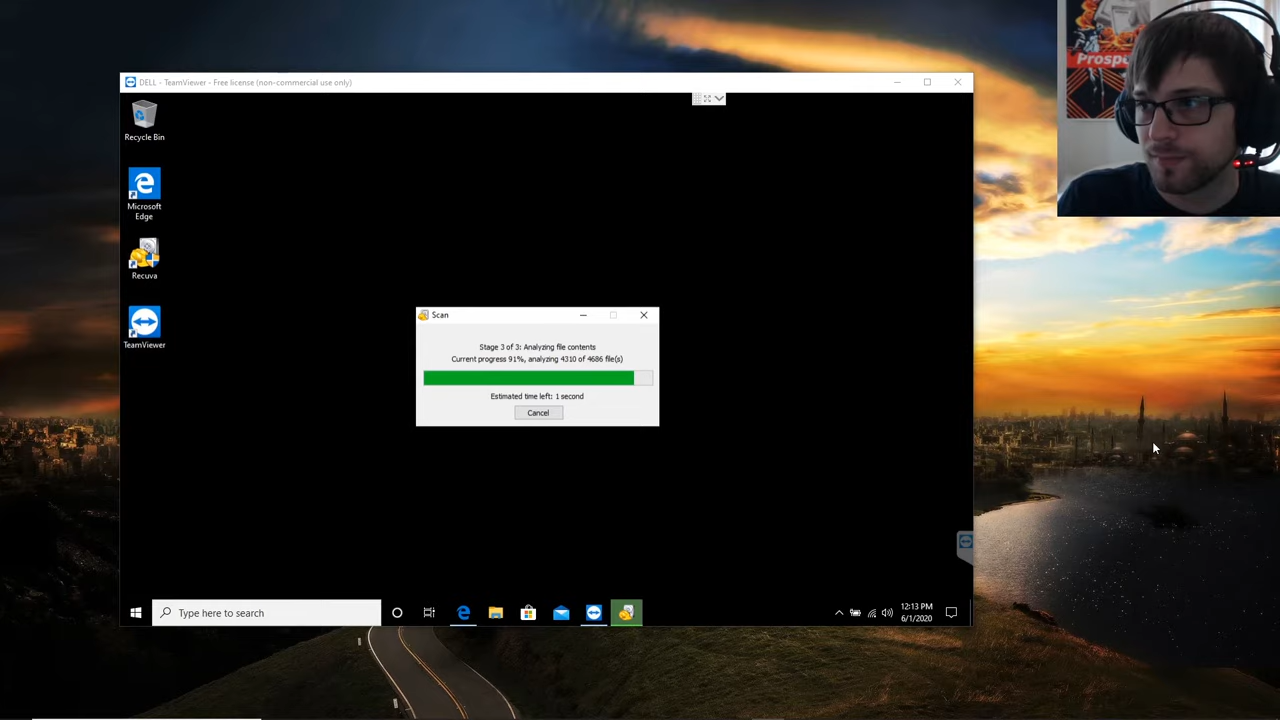 Prospe
DELL - TeamViewer - Free license (non-commercial use only)
Recycle Bin
Microsoft
Edge
Recuva
TeamViewer
Scan
Stage 3 of 3: Analyzing file contents
Current progress 91%, analyzing 4310 of 4686 file(s)
Estimated time left: 1 second
Cancel
Type here to search
12:13 PM
6/1/2020